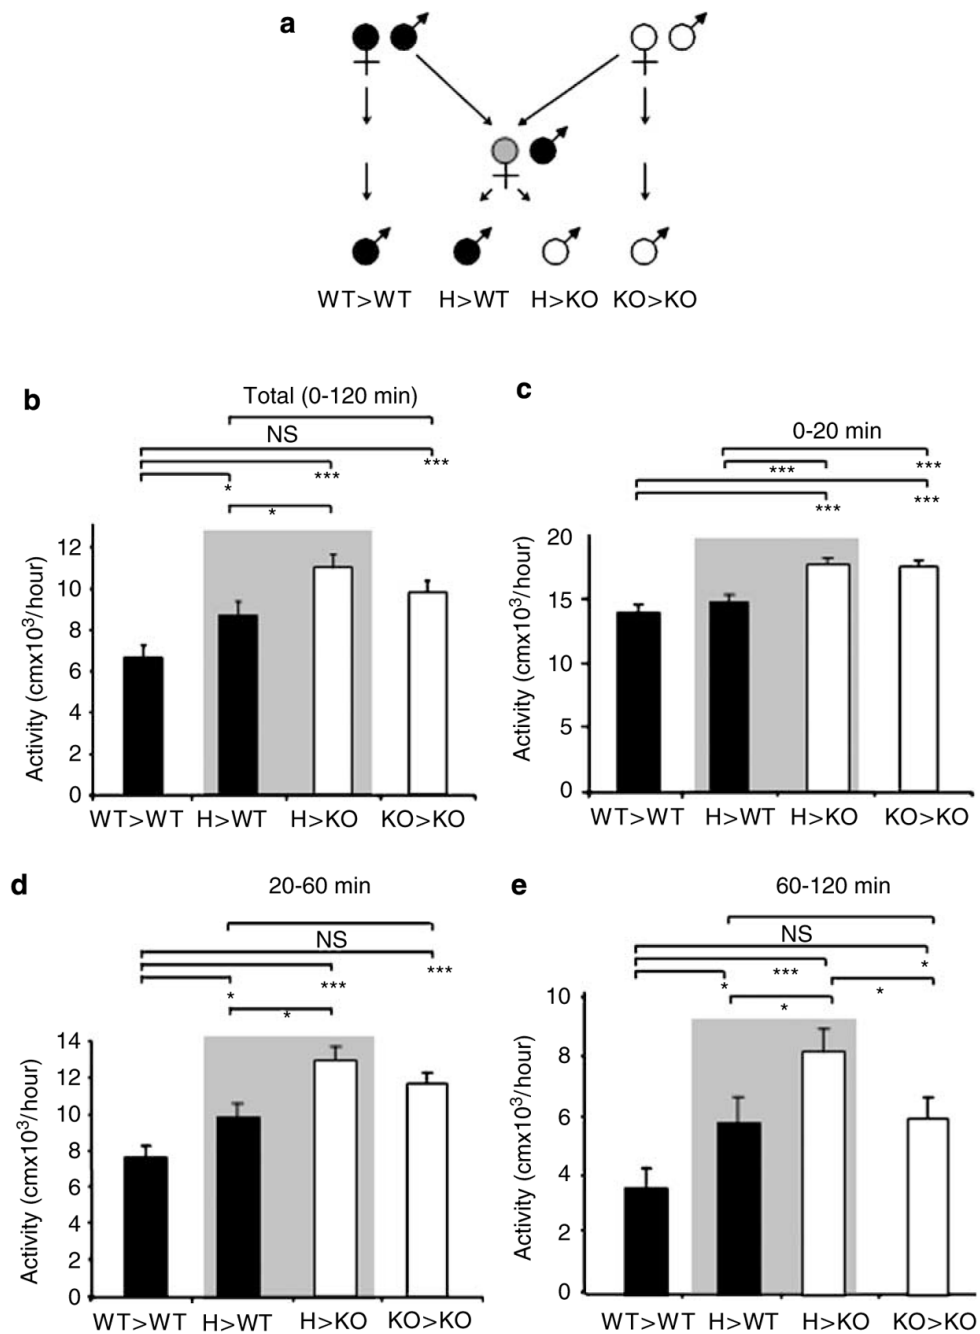 a
WT>WT H>WT H>KO KO>KO
b
Total (0-120 min)
NS
***
***
*
*
12
10
8
6
4
2
0
Activity (cmx10³/hour)
WT>WT H>WT H>KO KO>KO
c
0-20 min
***
***
***
***
20
15
10
5
0
Activity (cmx10³/hour)
WT>WT H>WT H>KO KO>KO
d
20-60 min
NS
***
***
*
*
14
12
10
8
6
4
2
0
Activity (cmx10³/hour)
WT>WT H>WT H>KO KO>KO
e
60-120 min
NS
*
***
*
*
*
10
8
6
4
2
0
Activity (cmx10³/hour)
WT>WT H>WT H>KO KO>KO